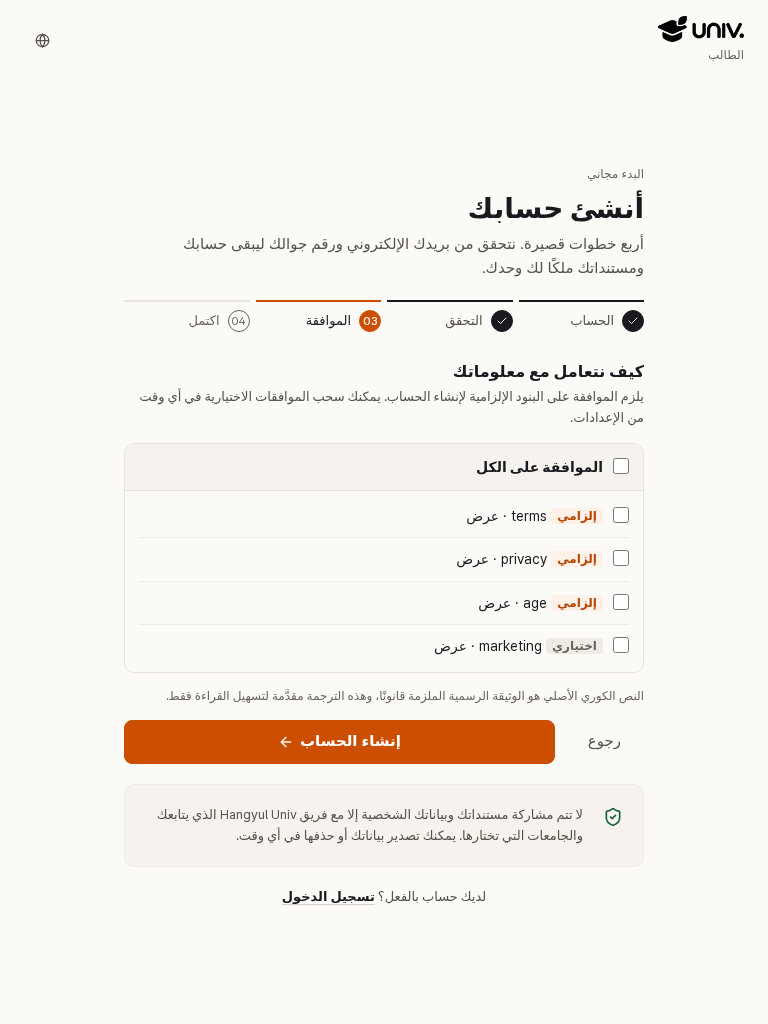 univ.
الطالب
البدء مجاني
أنشئ حسابك
أربع خطوات قصيرة. نتحقق من بريدك الإلكتروني ورقم جوالك ليبقى حسابك
ومستنداتك ملكًا لك وحدك.
الحساب
التحقق
03 الموافقة
04 اكتمل
كيف نتعامل مع معلوماتك
يلزم الموافقة على البنود الإلزامية لإنشاء الحساب. يمكنك سحب الموافقات الاختيارية في أي وقت
من الإعدادات.
الموافقة على الكل
إلزامي terms · عرض
إلزامي privacy · عرض
إلزامي age · عرض
اختياري marketing · عرض
النص الكوري الأصلي هو الوثيقة الرسمية الملزمة قانونًا، وهذه الترجمة مقدَّمة لتسهيل القراءة فقط.
رجوع
إنشاء الحساب ←
لا تتم مشاركة مستنداتك وبياناتك الشخصية إلا مع فريق Hangyul Univ الذي يتابعك
والجامعات التي تختارها. يمكنك تصدير بياناتك أو حذفها في أي وقت.
لديك حساب بالفعل؟ تسجيل الدخول